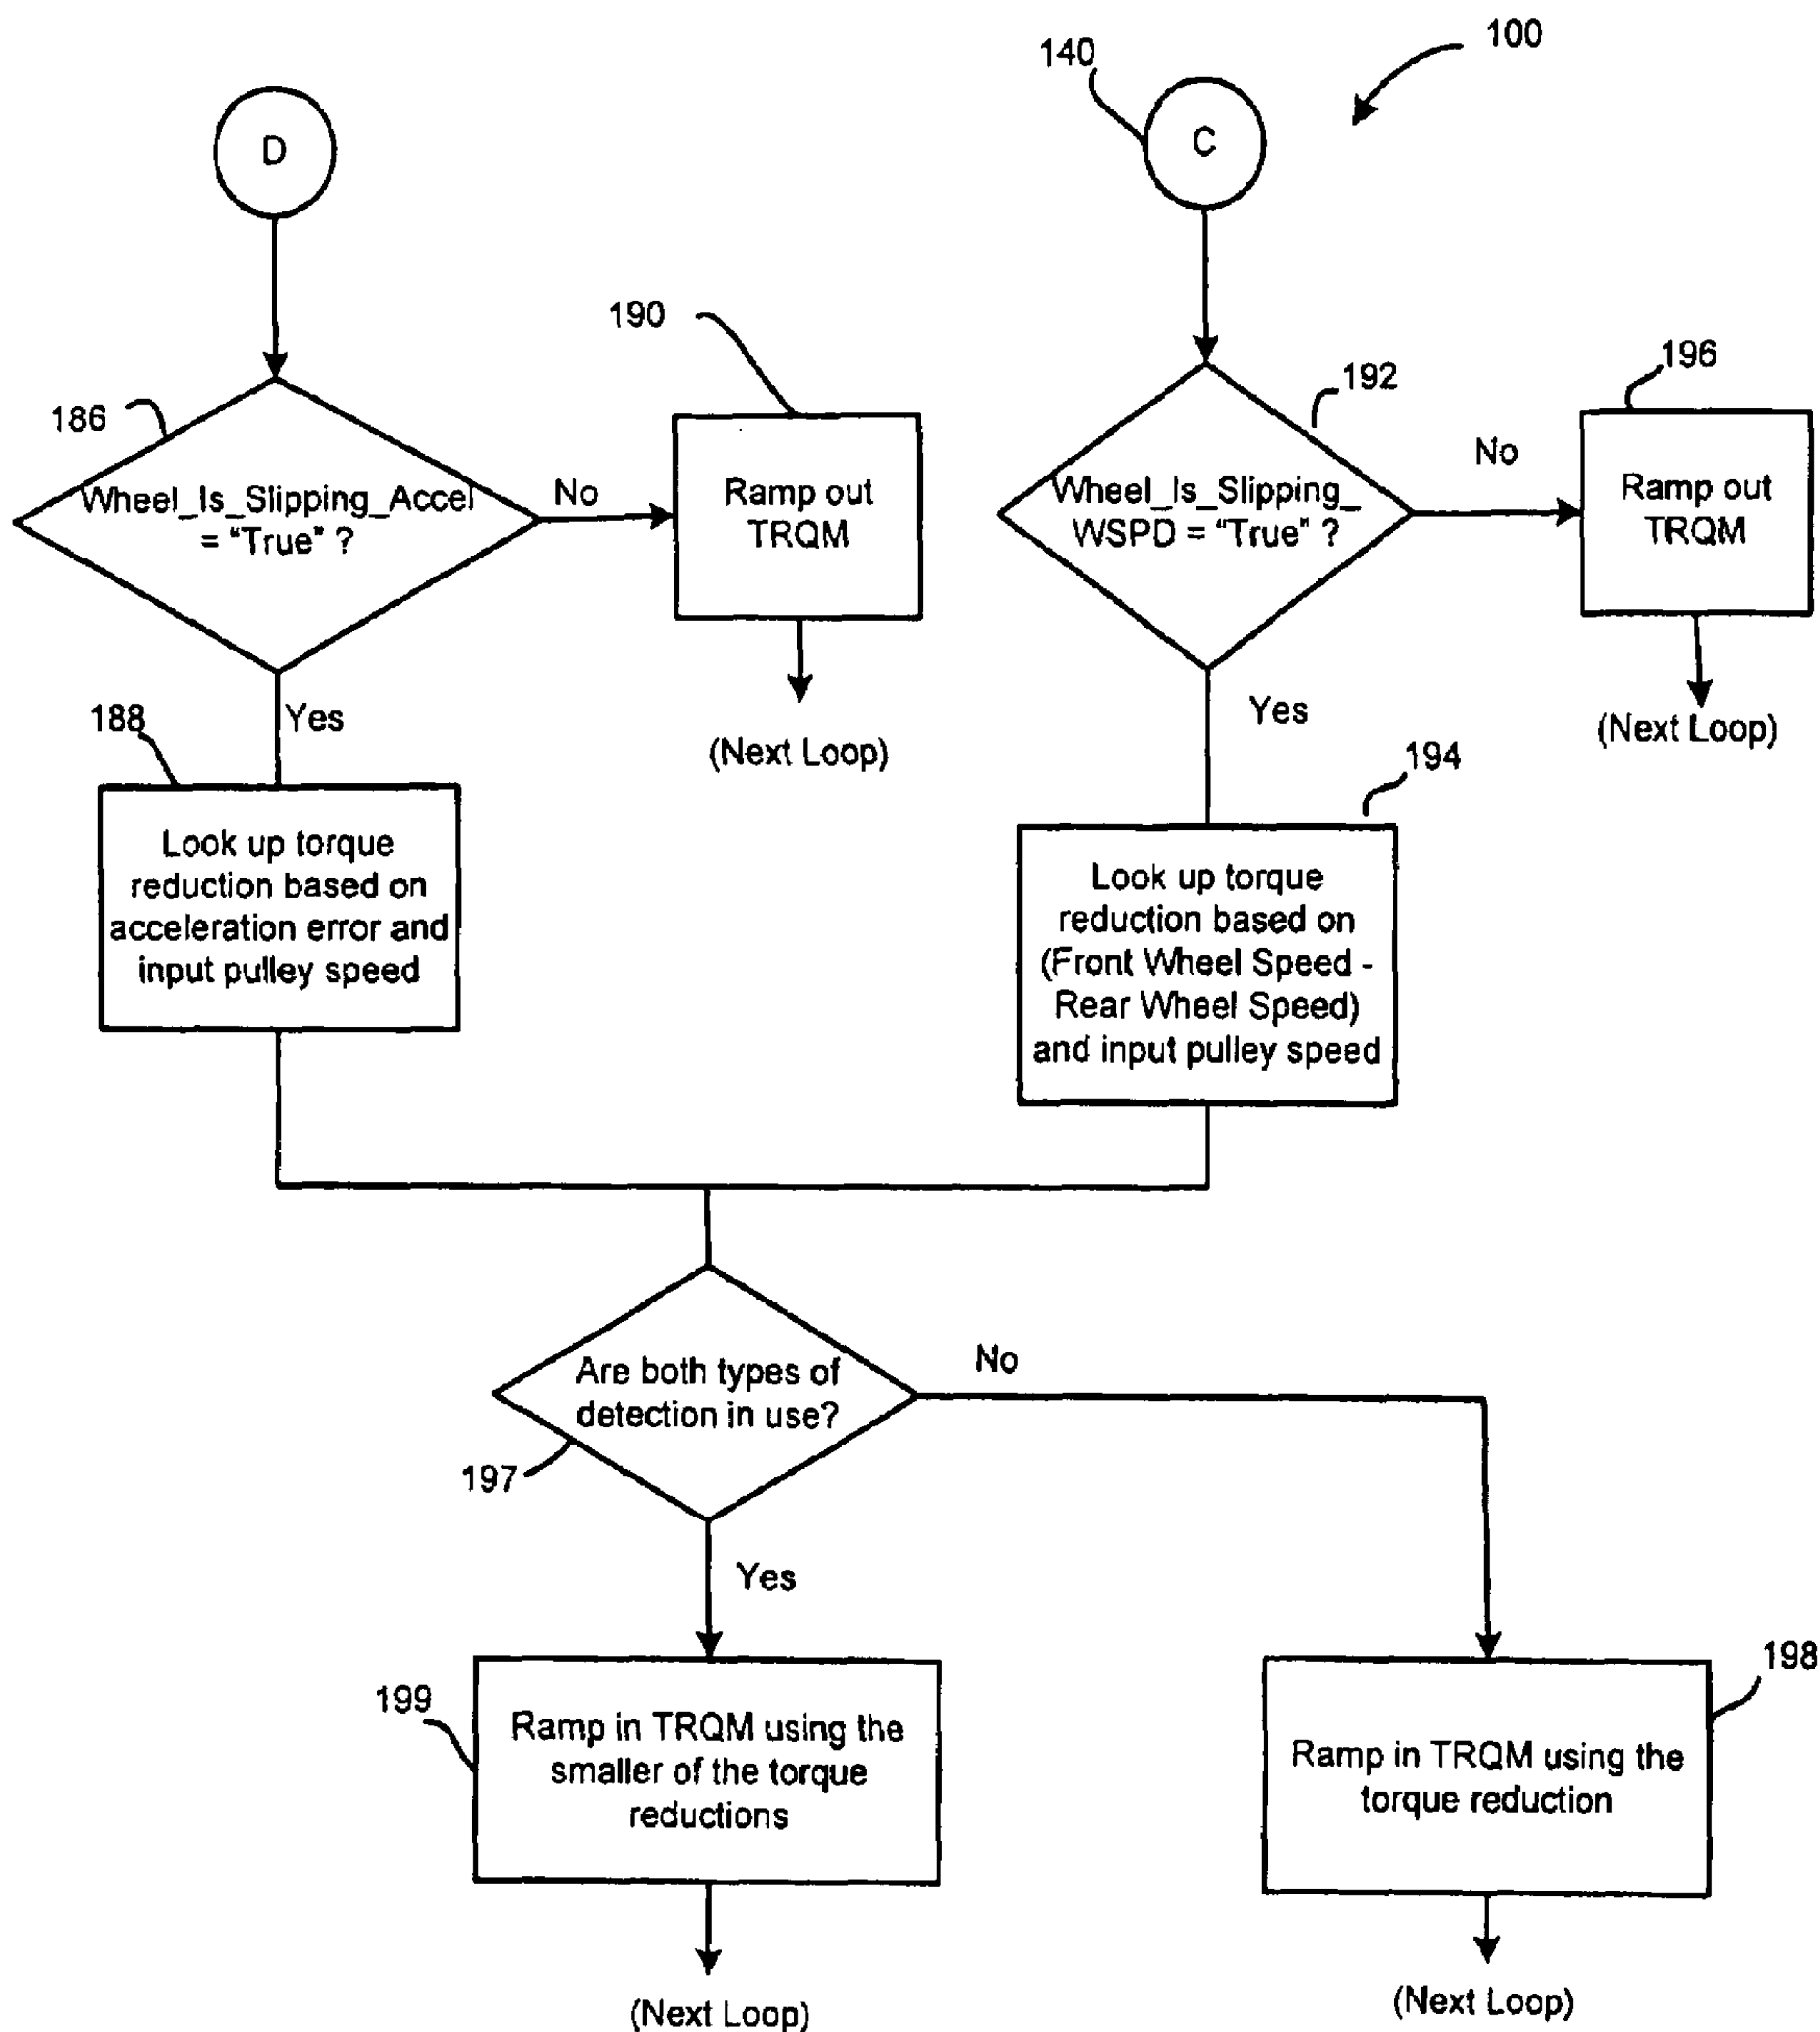 100
140
D
C
190
196
186
192
Wheel_Is_Slipping_Accel
= "True" ?
No
Ramp out
TRQM
Wheel_Is_Slipping_
WSPD = "True" ?
No
Ramp out
TRQM
188
Yes
(Next Loop)
Yes
(Next Loop)
194
Look up torque
reduction based on
acceleration error and
input pulley speed
Look up torque
reduction based on
(Front Wheel Speed -
Rear Wheel Speed)
and input pulley speed
Are both types of
detection in use?
No
197
Yes
199
198
Ramp in TRQM using the
smaller of the torque
reductions
Ramp in TRQM using the
torque reduction
(Next Loop)
(Next Loop)